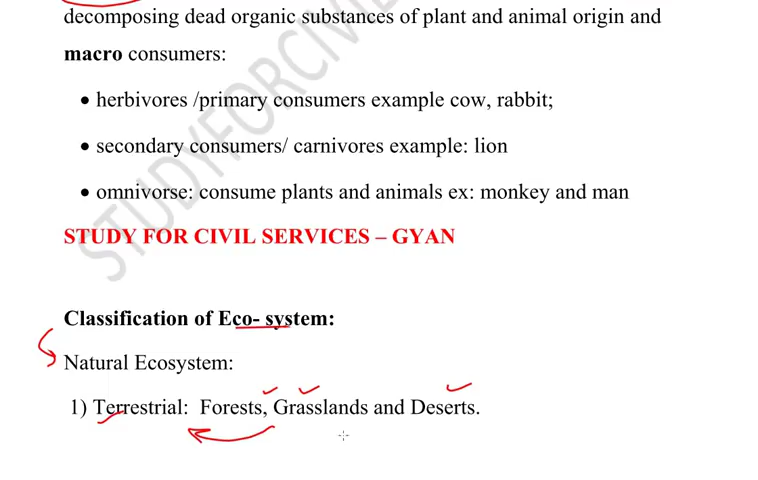 decomposing dead organic substances of plant and animal origin and
macro consumers:
• herbivores /primary consumers example cow, rabbit;
• secondary consumers/ carnivores example: lion
• omnivorse: consume plants and animals ex: monkey and man
STUDY FOR CIVIL SERVICES – GYAN
Classification of Eco- system:
Natural Ecosystem:
1) Terrestrial: Forests, Grasslands and Deserts.
STUDYFORCIVIL